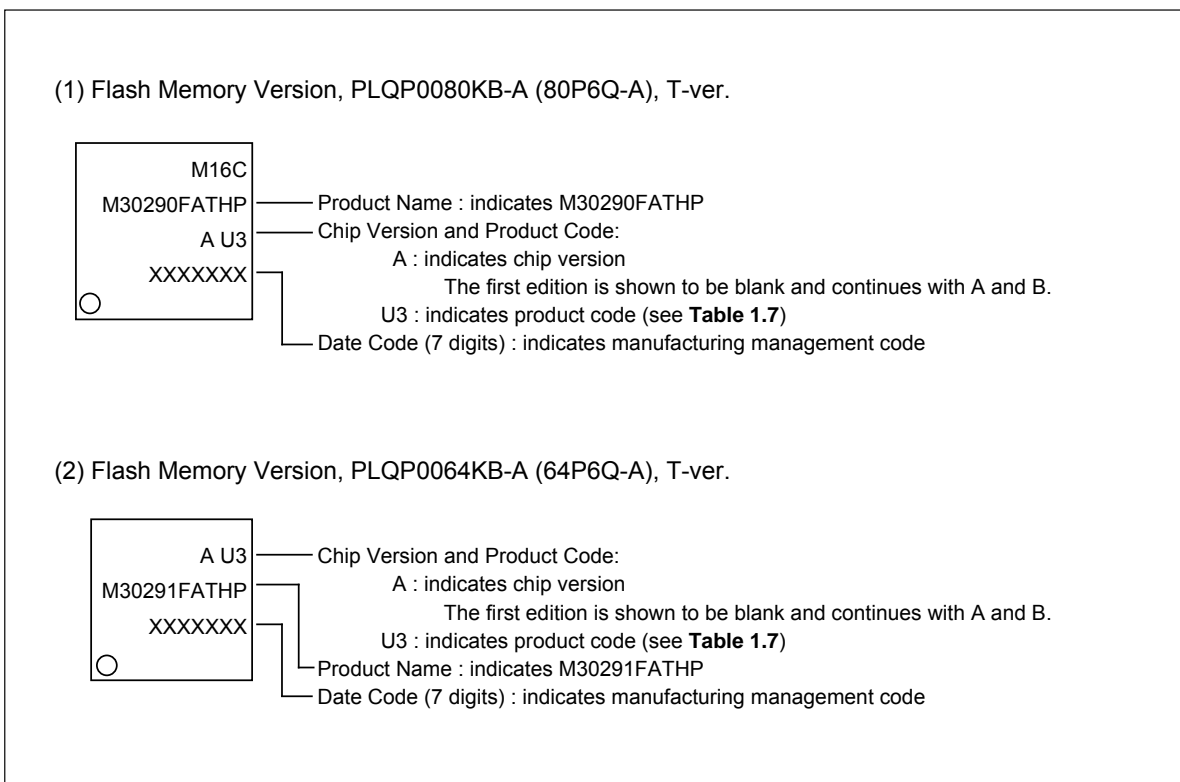 (1) Flash Memory Version, PLQP0080KB-A (80P6Q-A), T-ver.
M16C
M30290FATHP
A U3
XXXXXXX
Product Name : indicates M30290FATHP
Chip Version and Product Code:
A : indicates chip version
The first edition is shown to be blank and continues with A and B.
U3 : indicates product code (see Table 1.7)
Date Code (7 digits) : indicates manufacturing management code
(2) Flash Memory Version, PLQP0064KB-A (64P6Q-A), T-ver.
A U3
M30291FATHP
XXXXXXX
Chip Version and Product Code:
A : indicates chip version
The first edition is shown to be blank and continues with A and B.
U3 : indicates product code (see Table 1.7)
Product Name : indicates M30291FATHP
Date Code (7 digits) : indicates manufacturing management code